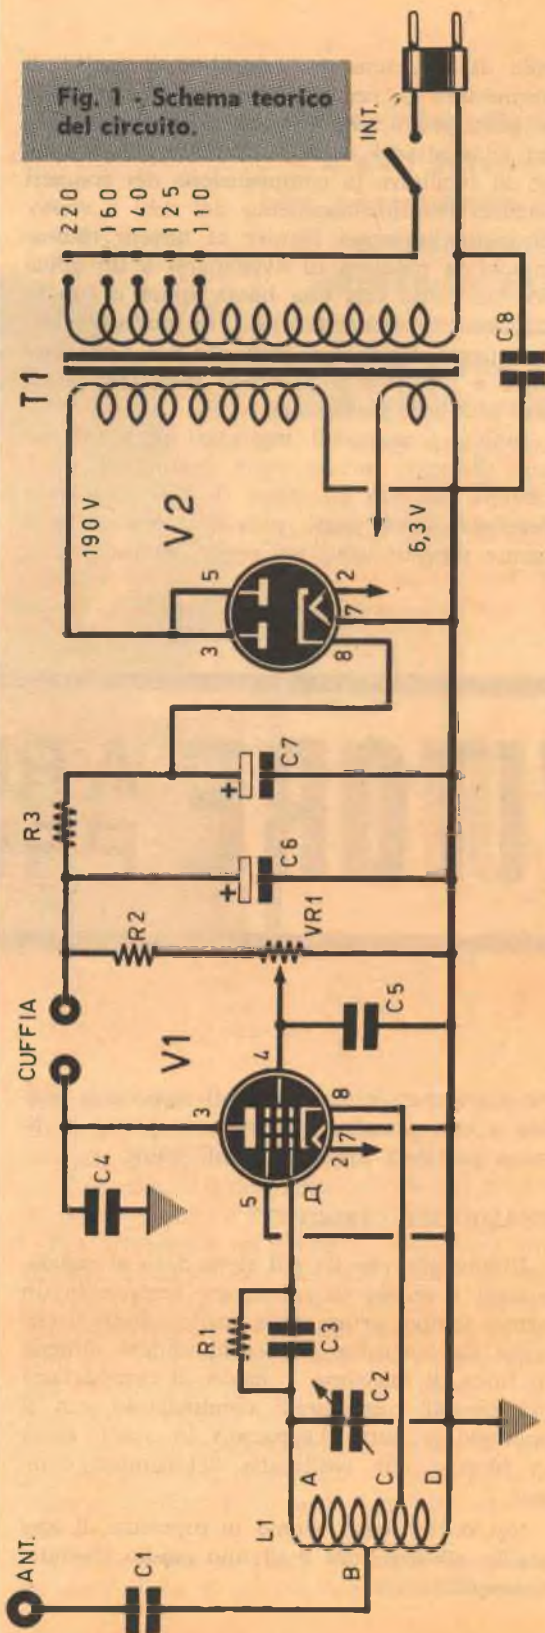 Fig. 1 - Schema teorico
del circuito.
INT.
220
160
140
125
110
T1
C8
190 V
6,3 V
V2
5
3
2
7
8
R3
C7
+
C6
+
R2
VR1
CUFFIA
V1
C5
4
3
C4
8
7
2
5
R1
C3
C2
L1
A
B
C
D
ANT.
C1